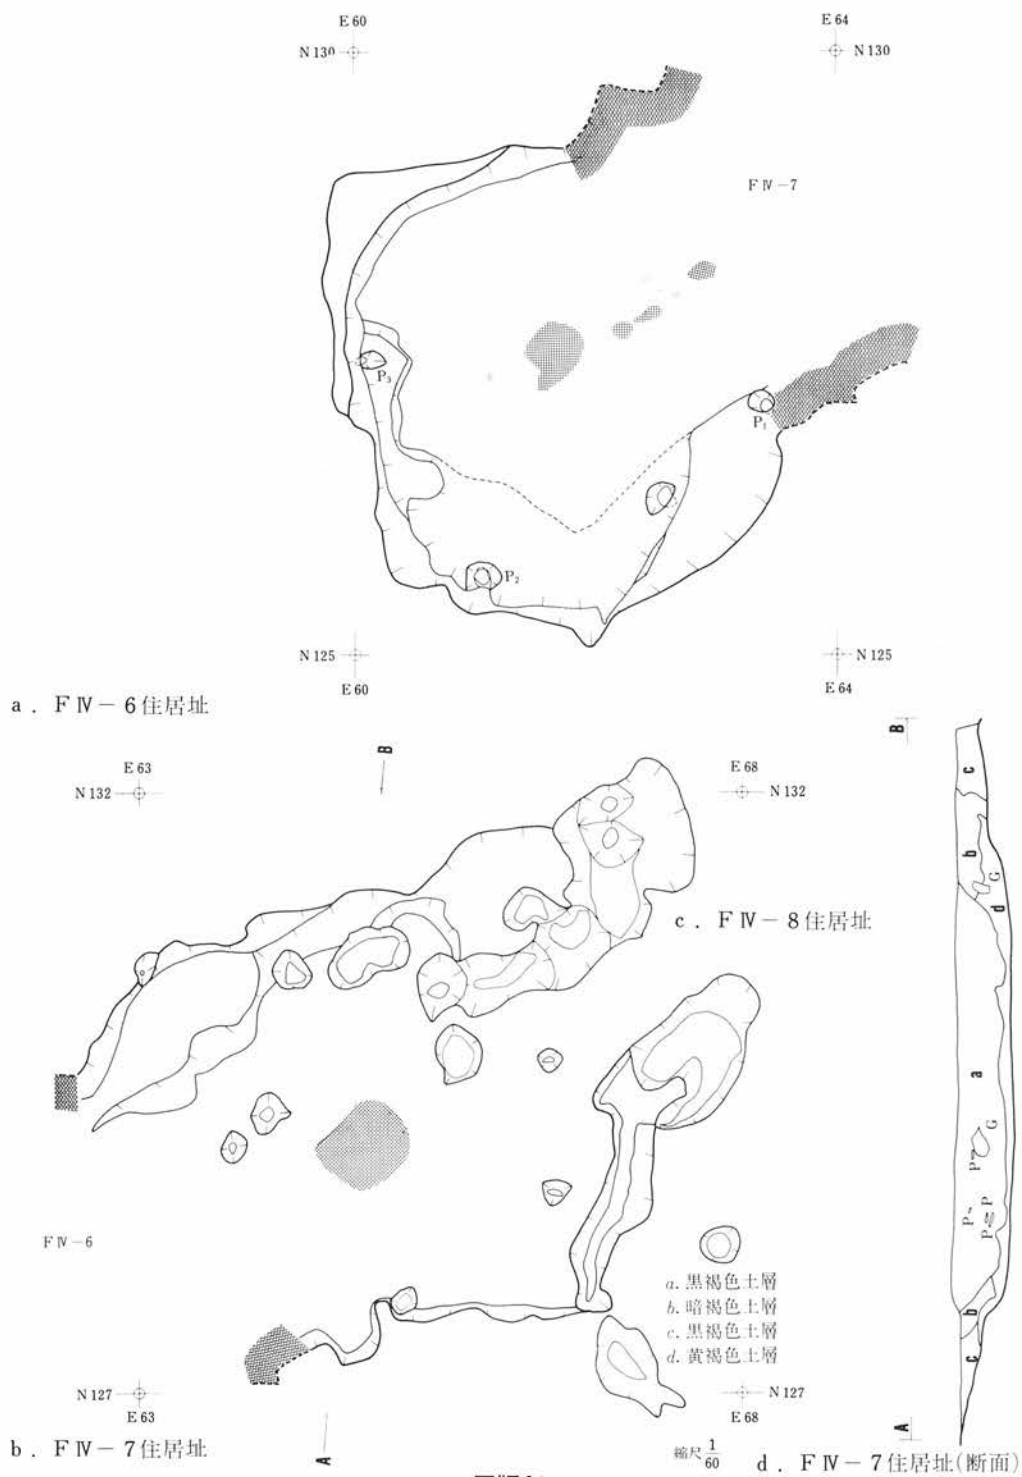 E 60
E 64
N 130
N 130
F Ⅳ－7
P₃
P₁
P₂
N 125
N 125
E 60
E 64
a . F Ⅳ－6住居址
B
B
E 63
E 68
N 132
N 132
c
b
G
d
c . F Ⅳ－8住居址
a
G
P
P
P
P
F Ⅳ－6
a. 黒褐色土層
b. 暗褐色土層
c. 黒褐色土層
d. 黄褐色土層
b
c
N 127
N 127
E 63
E 68
A
A
b . F Ⅳ－7住居址
縮尺 1/60
d . F Ⅳ－7住居址(断面)